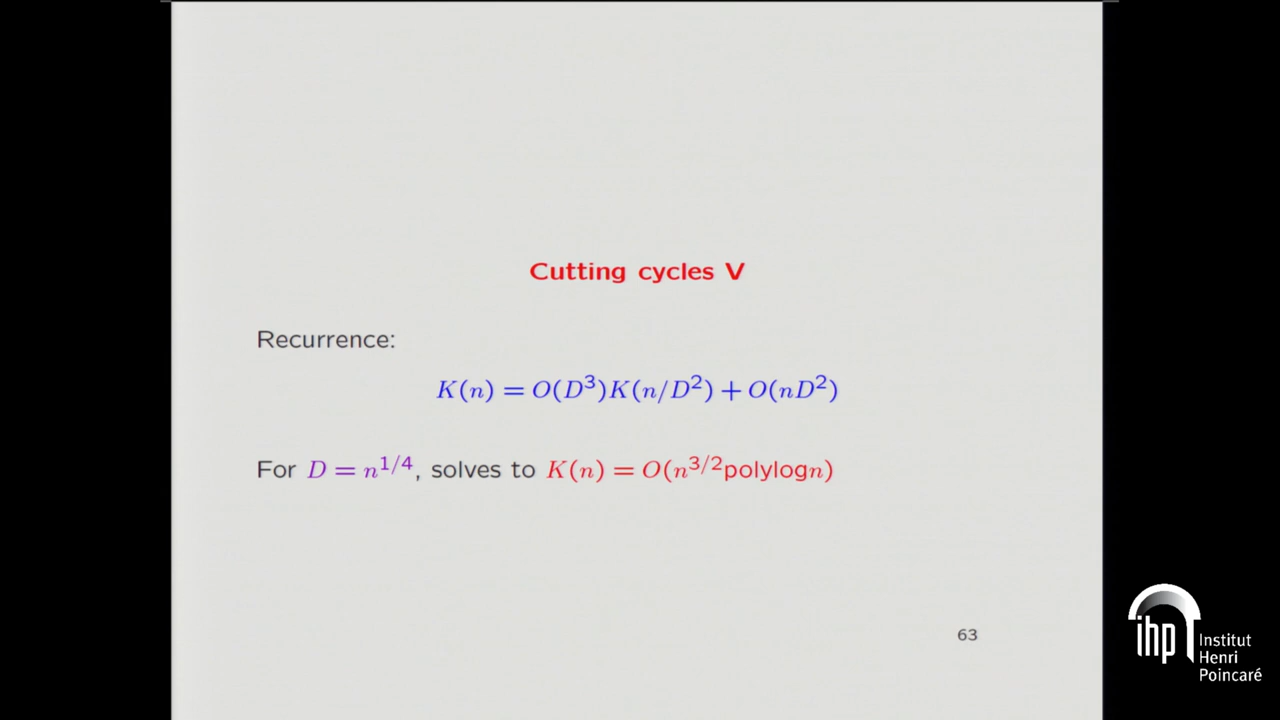 Cutting cycles V
Recurrence:
K(n) = O(D³)K(n/D²) + O(nD²)
For D = n^{1/4}, solves to K(n) = O(n^{3/2}polylogn)
63
ihp Institut
Henri
Poincaré